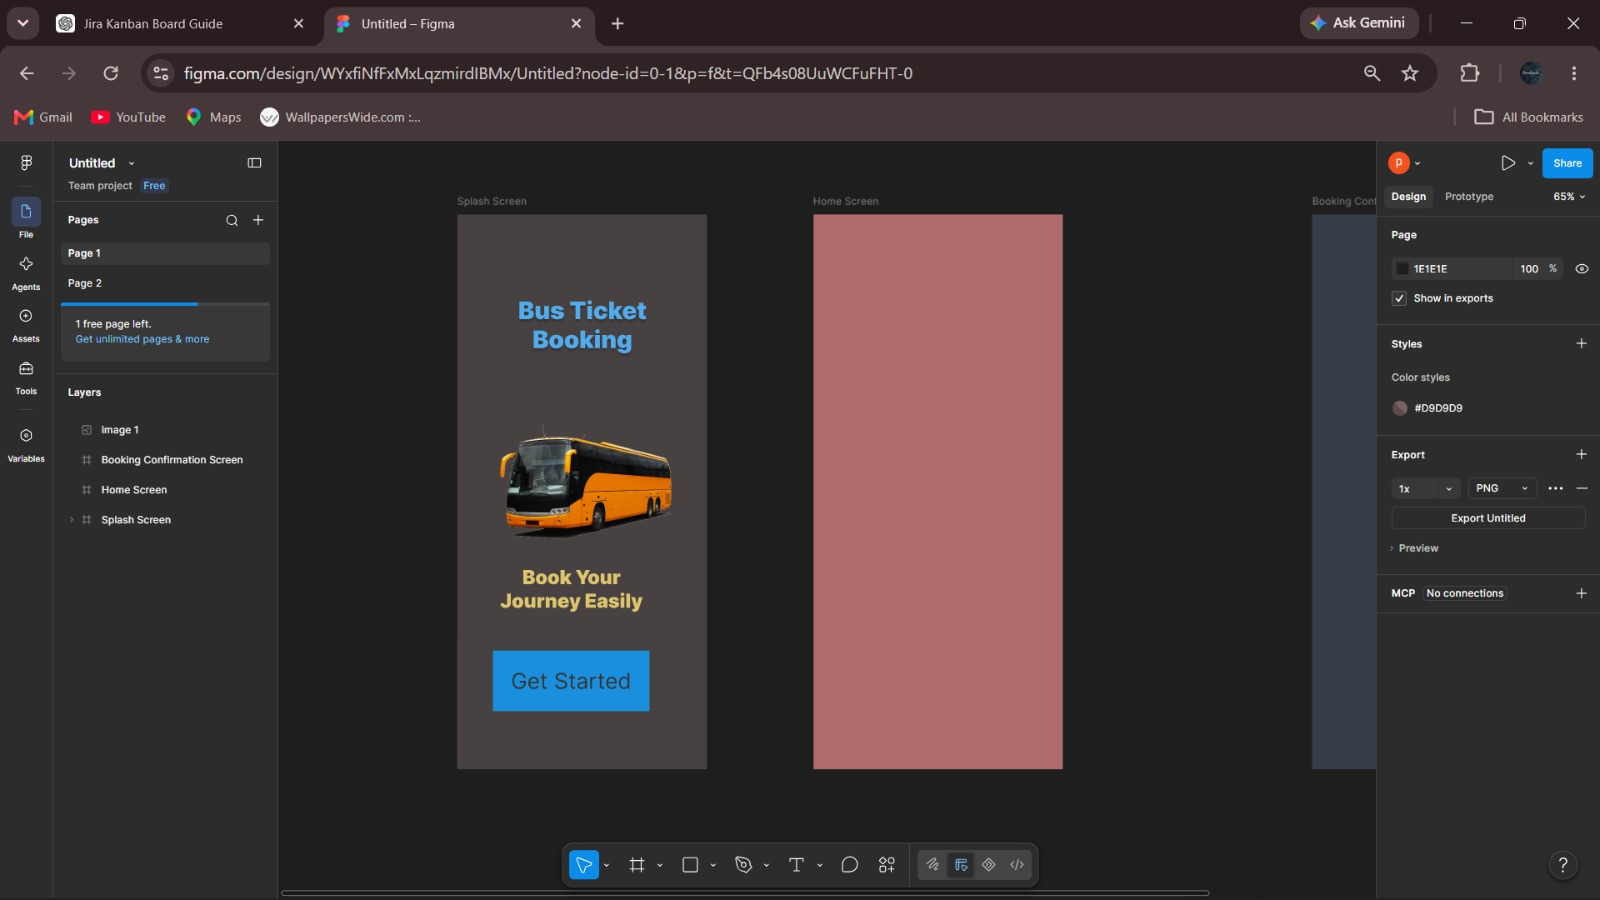 Jira Kanban Board Guide
Untitled – Figma
Ask Gemini
figma.com/design/WYxfiNfFxMxLqzmirdIBMx/Untitled?node-id=0-1&p=f&t=QFb4s08UuWCFuFHT-0
Gmail
YouTube
Maps
WallpapersWide.com :...
All Bookmarks
Untitled
Team project Free
File
Agents
Assets
Tools
Variables
Pages
Page 1
Page 2
1 free page left.
Get unlimited pages & more
Layers
image 1
Booking Confirmation Screen
Home Screen
Splash Screen
Splash Screen
Bus Ticket
Booking
Book Your
Journey Easily
Get Started
Home Screen
Booking Conf
P
Share
Design
Prototype
65%
Page
1E1E1E
100 %
Show in exports
Styles
Color styles
#D9D9D9
Export
1x
PNG
Export Untitled
Preview
MCP No connections
?